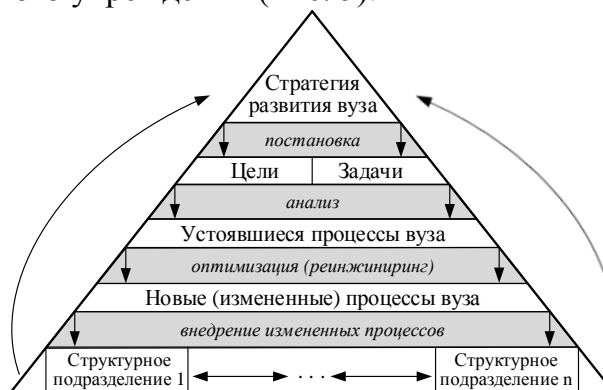 Стратегия
развития вуза
постановка
Цели Задачи
анализ
Устоявшиеся процессы вуза
оптимизация (реинжиниринг)
Новые (измененные) процессы вуза
внедрение измененных процессов
Структурное
подразделение 1
. . .
Структурное
подразделение n